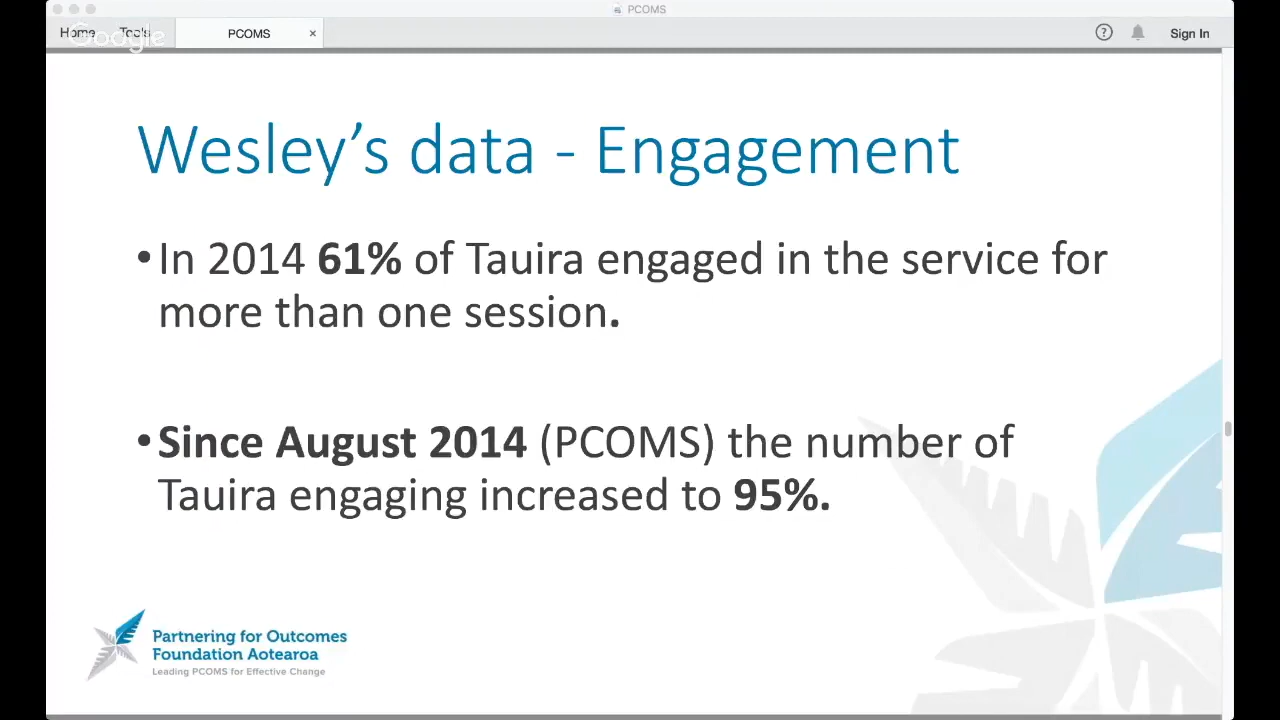 PCOMS
Home Tools PCOMS × ? Sign In
Google
Wesley’s data - Engagement
•In 2014 61% of Tauira engaged in the service for
more than one session.
•Since August 2014 (PCOMS) the number of
Tauira engaging increased to 95%.
Partnering for Outcomes
Foundation Aotearoa
Leading PCOMS for Effective Change